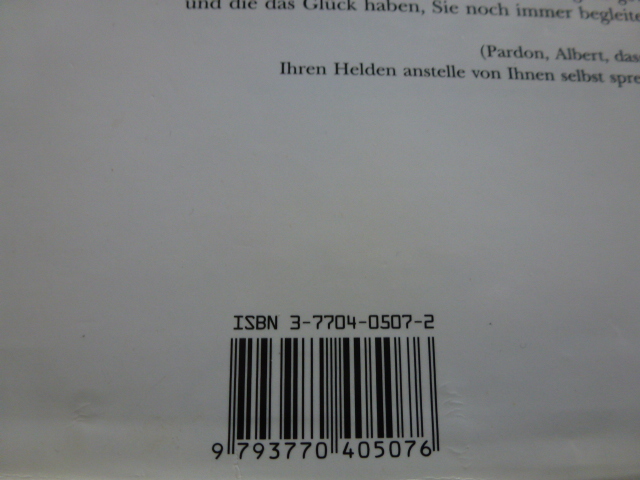 und die das Glück haben, Sie noch immer begleite
(Pardon, Albert, das
Ihren Helden anstelle von Ihnen selbst spre
ISBN 3-7704-0507-2
9 793770 405076